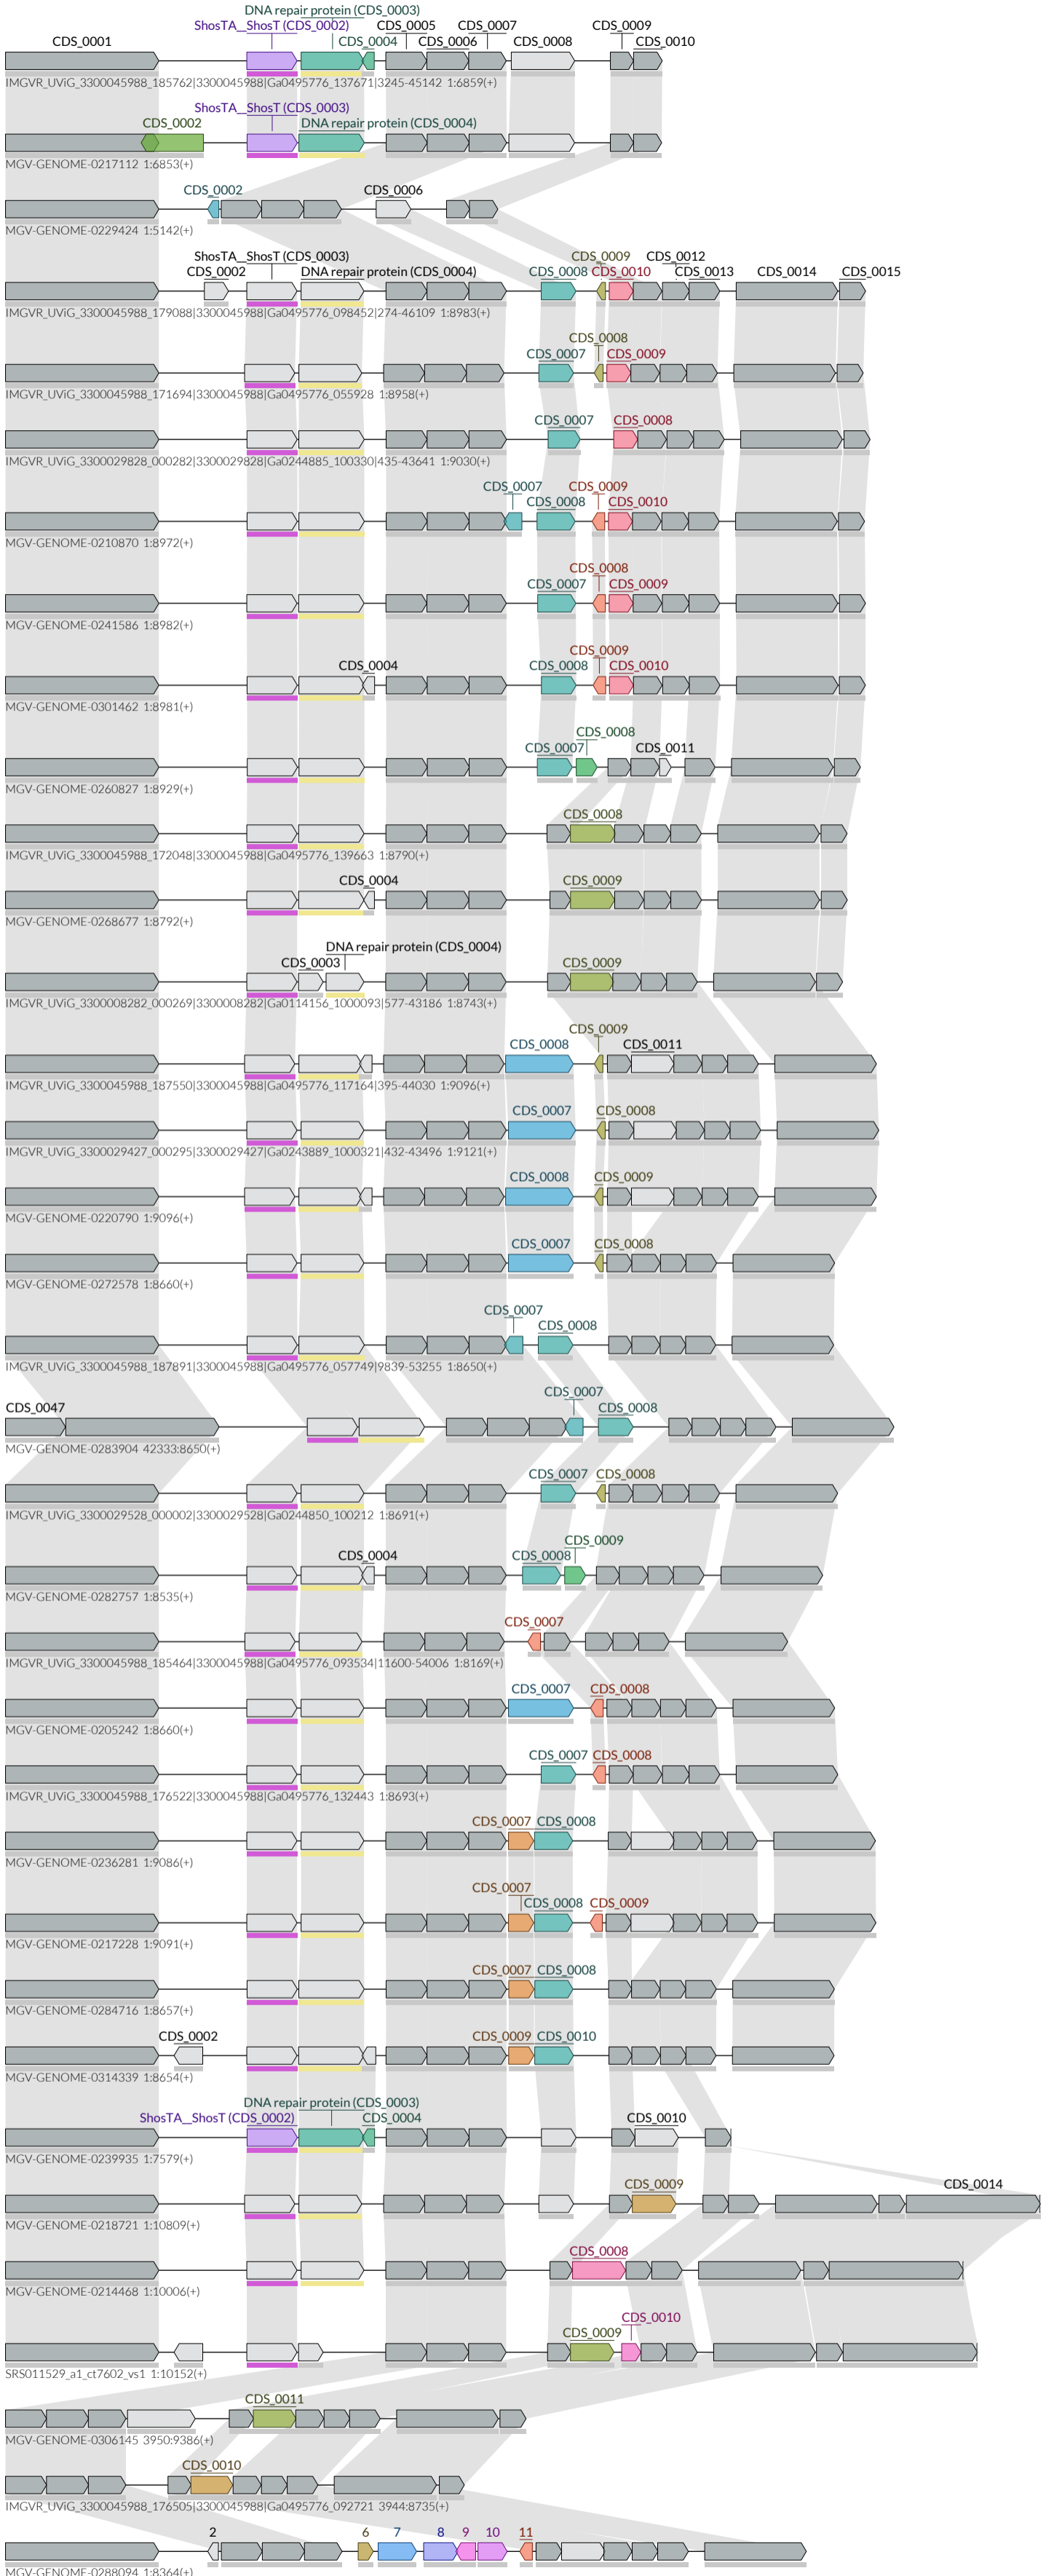 DNA repair protein (CDS_0003)
ShosTA__ShosT (CDS_0002) CDS_0005 CDS_0007 CDS_0009
CDS_0001 CDS_0004 CDS_0006 CDS_0008 CDS_0010
IMGVR_UViG_3300045988_185762|3300045988|Ga0495776_137671|3245-45142 1:6859(+)
ShosTA__ShosT (CDS_0003)
CDS_0002 DNA repair protein (CDS_0004)
MGV-GENOME-0217112 1:6853(+)
CDS_0002 CDS_0006
MGV-GENOME-0229424 1:5142(+)
ShosTA__ShosT (CDS_0003) CDS_0009 CDS_0012
CDS_0002 DNA repair protein (CDS_0004) CDS_0008 CDS_0010 CDS_0013 CDS_0014 CDS_0015
IMGVR_UViG_3300045988_179088|3300045988|Ga0495776_098452|274-46109 1:8983(+)
CDS_0008
CDS_0007 CDS_0009
IMGVR_UViG_3300045988_171694|3300045988|Ga0495776_055928 1:8958(+)
CDS_0007 CDS_0008
IMGVR_UViG_3300029828_000282|3300029828|Ga0244885_100330|435-43641 1:9030(+)
CDS_0007 CDS_0009
CDS_0008 CDS_0010
MGV-GENOME-0210870 1:8972(+)
CDS_0008
CDS_0007 CDS_0009
MGV-GENOME-0241586 1:8982(+)
CDS_0009
CDS_0004 CDS_0008 CDS_0010
MGV-GENOME-0301462 1:8981(+)
CDS_0008
CDS_0007 CDS_0011
MGV-GENOME-0260827 1:8929(+)
CDS_0008
IMGVR_UViG_3300045988_172048|3300045988|Ga0495776_139663 1:8790(+)
CDS_0004 CDS_0009
MGV-GENOME-0268677 1:8792(+)
DNA repair protein (CDS_0004)
CDS_0003 CDS_0009
IMGVR_UViG_3300008282_000269|3300008282|Ga0114156_1000093|577-43186 1:8743(+)
CDS_0009
CDS_0008 CDS_0011
IMGVR_UViG_3300045988_187550|3300045988|Ga0495776_117164|395-44030 1:9096(+)
CDS_0007 CDS_0008
IMGVR_UViG_3300029427_000295|3300029427|Ga0243889_1000321|432-43496 1:9121(+)
CDS_0008 CDS_0009
MGV-GENOME-0220790 1:9096(+)
CDS_0007 CDS_0008
MGV-GENOME-0272578 1:8660(+)
CDS_0007
CDS_0008
IMGVR_UViG_3300045988_187891|3300045988|Ga0495776_057749|9839-53255 1:8650(+)
CDS_0007
CDS_0047 CDS_0008
MGV-GENOME-0283904 42333:8650(+)
CDS_0007 CDS_0008
IMGVR_UViG_3300029528_000002|3300029528|Ga0244850_100212 1:8691(+)
CDS_0009
CDS_0004 CDS_0008
MGV-GENOME-0282757 1:8535(+)
CDS_0007
IMGVR_UViG_3300045988_185464|3300045988|Ga0495776_093534|11600-54006 1:8169(+)
CDS_0007 CDS_0008
MGV-GENOME-0205242 1:8660(+)
CDS_0007 CDS_0008
IMGVR_UViG_3300045988_176522|3300045988|Ga0495776_132443 1:8693(+)
CDS_0007 CDS_0008
MGV-GENOME-0236281 1:9086(+)
CDS_0007
CDS_0008 CDS_0009
MGV-GENOME-0217228 1:9091(+)
CDS_0007 CDS_0008
MGV-GENOME-0284716 1:8657(+)
CDS_0002 CDS_0009 CDS_0010
MGV-GENOME-0314339 1:8654(+)
DNA repair protein (CDS_0003)
ShosTA__ShosT (CDS_0002) CDS_0004 CDS_0010
MGV-GENOME-0239935 1:7579(+)
CDS_0009 CDS_0014
MGV-GENOME-0218721 1:10809(+)
CDS_0008
MGV-GENOME-0214468 1:10006(+)
CDS_0010
CDS_0009
SRS011529_a1_ct7602_vs1 1:10152(+)
CDS_0011
MGV-GENOME-0306145 3950:9386(+)
CDS_0010
IMGVR_UViG_3300045988_176505|3300045988|Ga0495776_092721 3944:8735(+)
2 6 7 8 9 10 11
MGV-GENOME-0288094 1:8364(+)